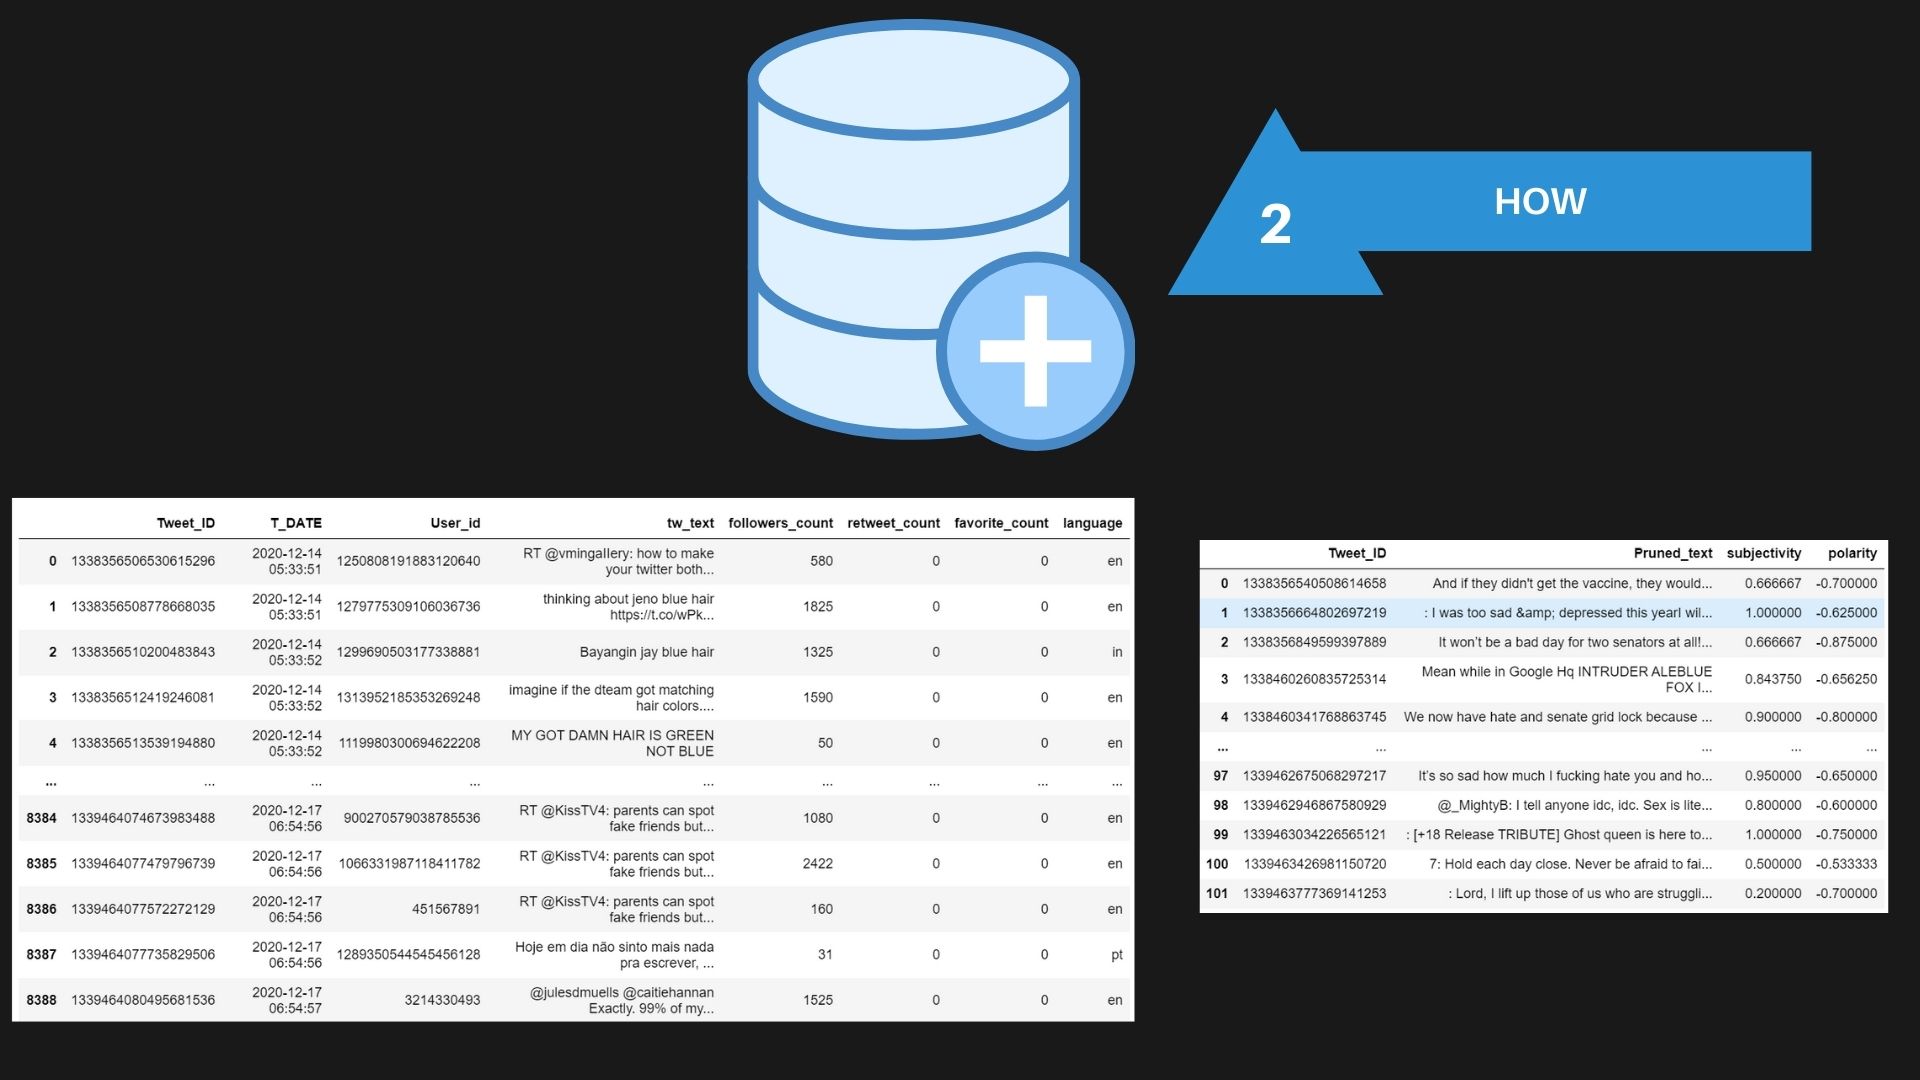 2
HOW
Tweet_ID T_DATE User_id tw_text followers_count retweet_count favorite_count language
0 1338356506530615296 2020-12-14 05:33:51 1250808191883120640 RT @vmingallery: how to make your twitter both... 580 0 0 en
1 1338356508778668035 2020-12-14 05:33:51 1279775309106036736 thinking about jeno blue hair https://t.co/wPk... 1825 0 0 en
2 1338356510200483843 2020-12-14 05:33:52 1299690503177338881 Bayangin jay blue hair 1325 0 0 in
3 1338356512419246081 2020-12-14 05:33:52 1313952185353269248 imagine if the dteam got matching hair colors.... 1590 0 0 en
4 1338356513539194880 2020-12-14 05:33:52 1119980300694622208 MY GOT DAMN HAIR IS GREEN NOT BLUE 50 0 0 en
... ... ... ... ... ... ... ... ...
8384 1339464074673983488 2020-12-17 06:54:56 900270579038785536 RT @KissTV4: parents can spot fake friends but... 1080 0 0 en
8385 1339464077479796739 2020-12-17 06:54:56 1066331987118411782 RT @KissTV4: parents can spot fake friends but... 2422 0 0 en
8386 1339464077572272129 2020-12-17 06:54:56 451567891 RT @KissTV4: parents can spot fake friends but... 160 0 0 en
8387 1339464077735829506 2020-12-17 06:54:56 1289350544545456128 Hoje em dia não sinto mais nada pra escrever, ... 31 0 0 pt
8388 1339464080495681536 2020-12-17 06:54:57 3214330493 @julesdmuells @caitiehannan Exactly. 99% of my... 1525 0 0 en
Tweet_ID Pruned_text subjectivity polarity
0 1338356540508614658 And if they didn't get the vaccine, they would... 0.666667 -0.700000
1 1338356664802697219 : I was too sad &amp; depressed this yearI wil... 1.000000 -0.625000
2 1338356849599397889 It won't be a bad day for two senators at all!... 0.666667 -0.875000
3 1338460260835725314 Mean while in Google Hq INTRUDER ALEBLUE FOX I... 0.843750 -0.656250
4 1338460341768863745 We now have hate and senate grid lock because ... 0.900000 -0.800000
... ... ... ... ...
97 1339462675068297217 It's so sad how much I fucking hate you and ho... 0.950000 -0.650000
98 1339462946867580929 @_MightyB: I tell anyone idc, idc. Sex is lite... 0.800000 -0.600000
99 1339463034226565121 : [+18 Release TRIBUTE] Ghost queen is here to... 1.000000 -0.750000
100 1339463426981150720 7: Hold each day close. Never be afraid to fai... 0.500000 -0.533333
101 1339463777369141253 : Lord, I lift up those of us who are struggli... 0.200000 -0.700000